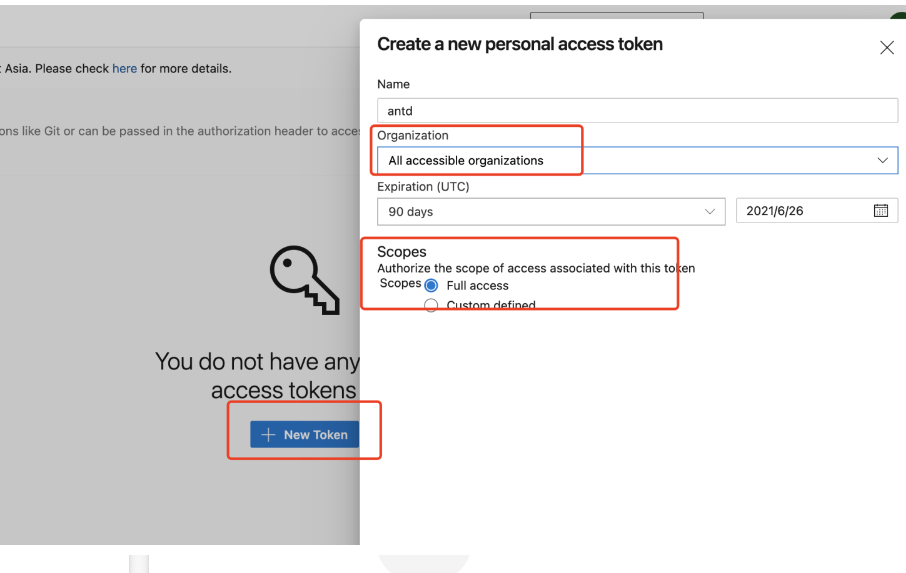 t Asia. Please check here for more details.
ons like Git or can be passed in the authorization header to acce
You do not have any
access tokens
New Token
Create a new personal access token
Name
antd
Organization
All accessible organizations
Expiration (UTC)
90 days
2021/6/26
Scopes
Authorize the scope of access associated with this token
Scopes
Full access
Custom defined